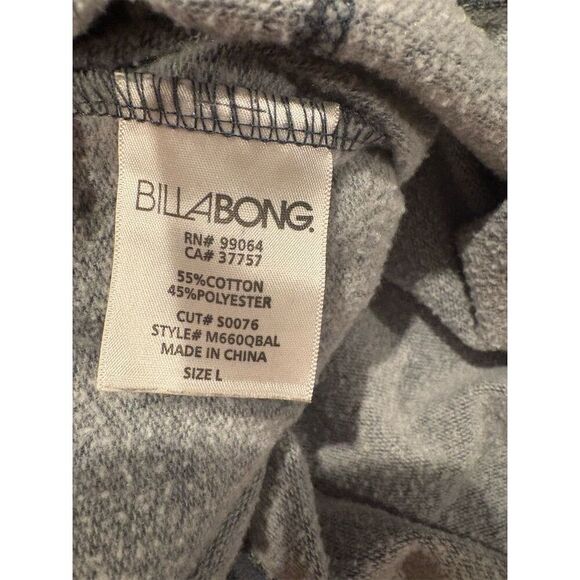 BILLABONG.
RN# 99064
CA# 37757
55%COTTON
45%POLYESTER
CUT# S0076
STYLE# M660QBAL
MADE IN CHINA
SIZE L